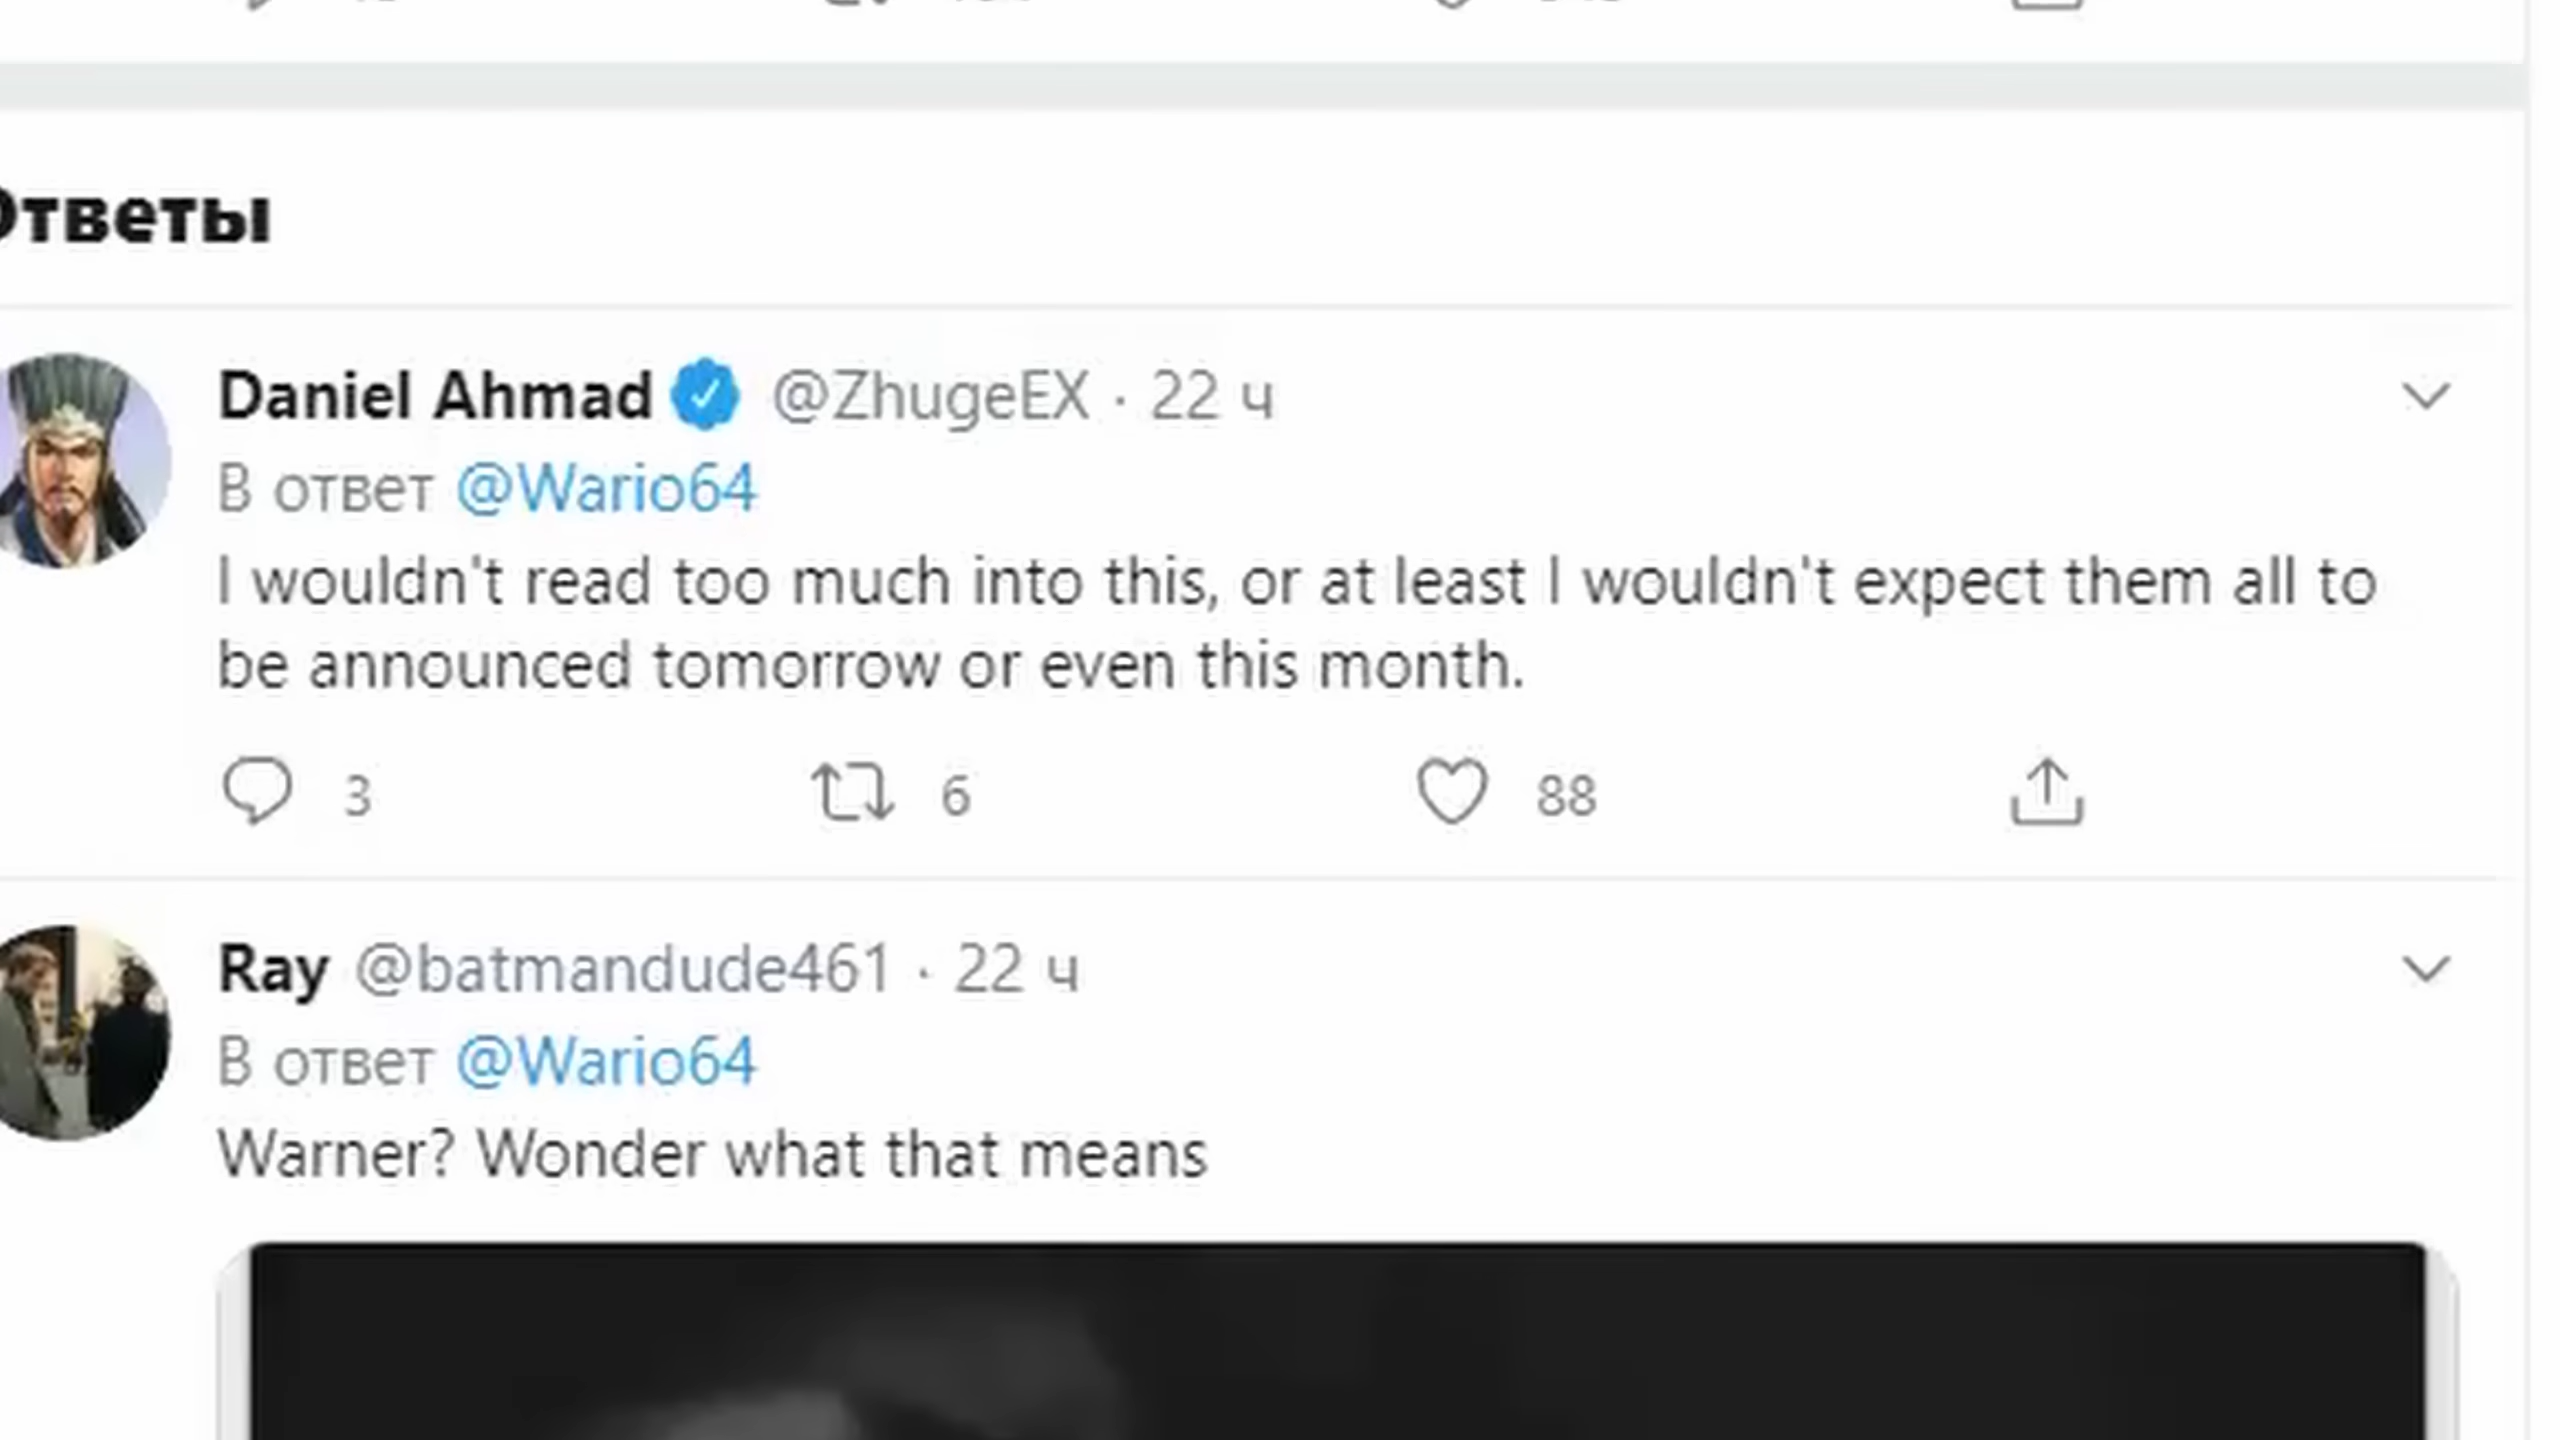 Ответы
Daniel Ahmad @ZhugeEX · 22 ч
В ответ @Wario64
I wouldn't read too much into this, or at least I wouldn't expect them all to
be announced tomorrow or even this month.
3 6 88
Ray @batmandude461 · 22 ч
В ответ @Wario64
Warner? Wonder what that means